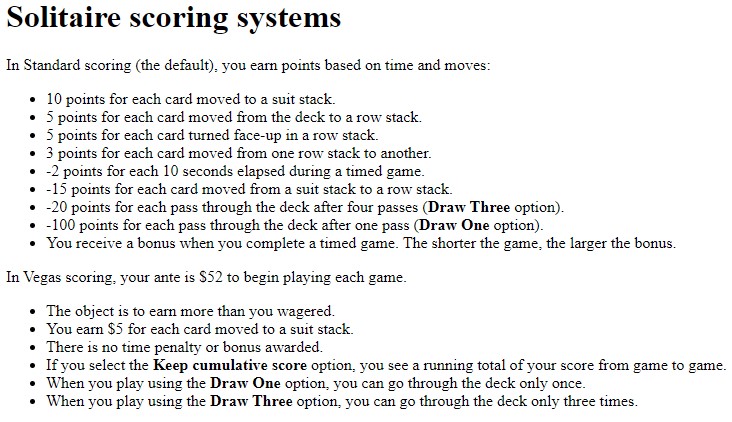 Solitaire scoring systems
In Standard scoring (the default), you earn points based on time and moves:
• 10 points for each card moved to a suit stack.
• 5 points for each card moved from the deck to a row stack.
• 5 points for each card turned face-up in a row stack.
• 3 points for each card moved from one row stack to another.
• -2 points for each 10 seconds elapsed during a timed game.
• -15 points for each card moved from a suit stack to a row stack.
• -20 points for each pass through the deck after four passes (Draw Three option).
• -100 points for each pass through the deck after one pass (Draw One option).
• You receive a bonus when you complete a timed game. The shorter the game, the larger the bonus.
In Vegas scoring, your ante is $52 to begin playing each game.
• The object is to earn more than you wagered.
• You earn $5 for each card moved to a suit stack.
• There is no time penalty or bonus awarded.
• If you select the Keep cumulative score option, you see a running total of your score from game to game.
• When you play using the Draw One option, you can go through the deck only once.
• When you play using the Draw Three option, you can go through the deck only three times.